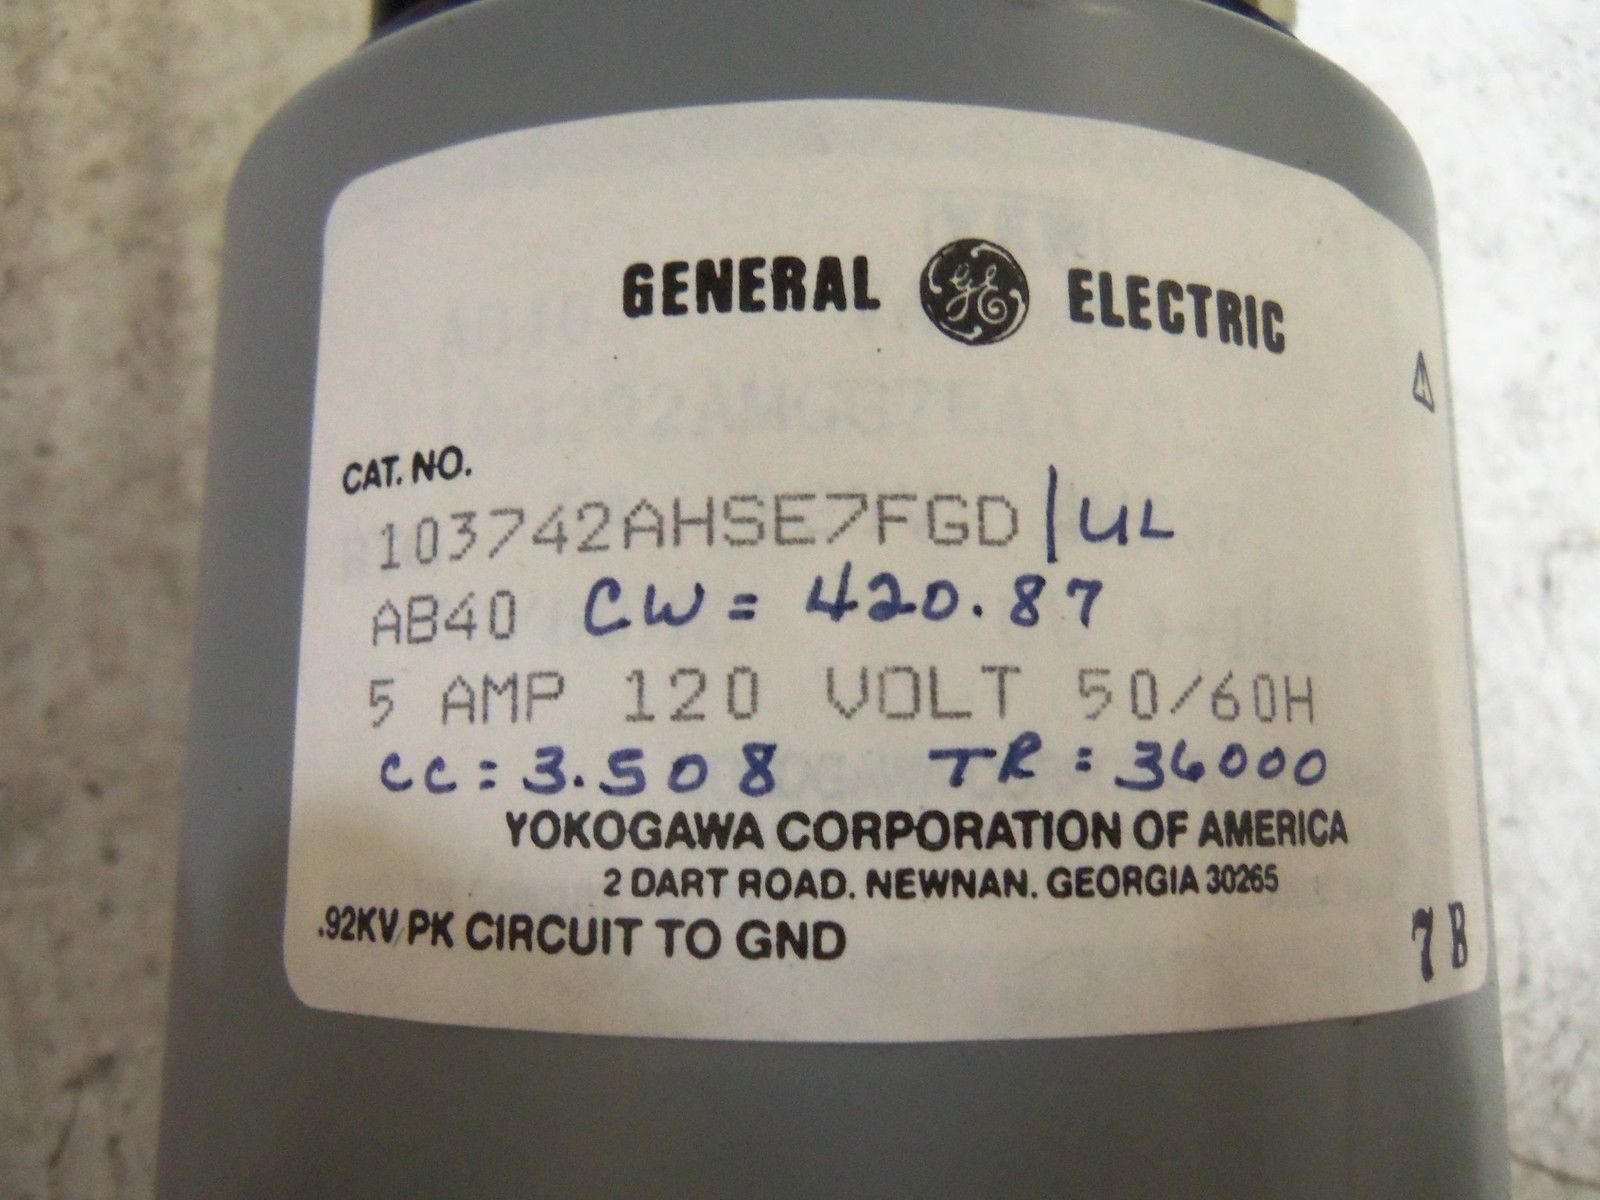 GENERAL GE ELECTRIC
CAT. NO.
103742AHSE7FGD/UL
AB40 CW = 420.87
5 AMP 120 VOLT 50/60H
CC = 3.508 TR = 36000
YOKOGAWA CORPORATION OF AMERICA
2 DART ROAD. NEWNAN. GEORGIA 30265
.92KV PK CIRCUIT TO GND
7B